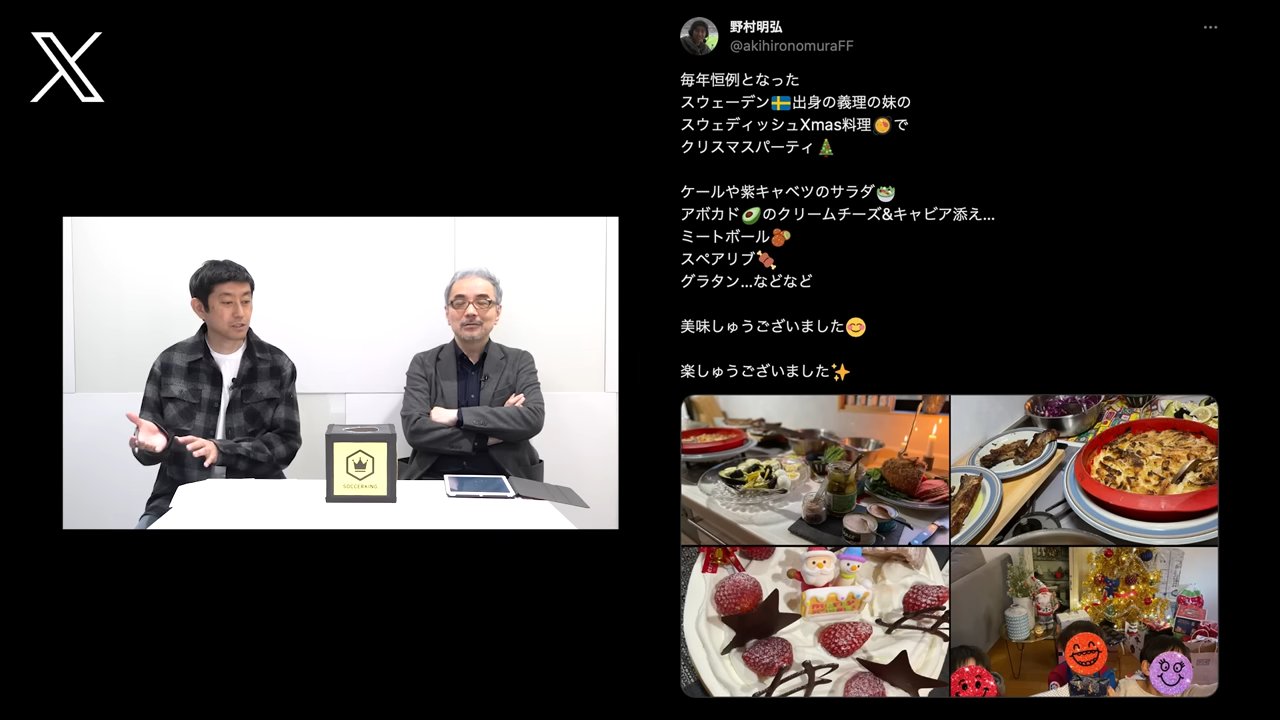 野村明弘
@akihironomuraFF
毎年恒例となった
スウェーデン🇸🇪出身の義理の妹の
スウェディッシュXmas料理🥘で
クリスマスパーティ🎄
ケールや紫キャベツのサラダ🥗
アボカド🥑のクリームチーズ&キャビア添え...
ミートボール🧆
スペアリブ🍖
グラタン...などなど
美味しゅうございました😊
楽しゅうございました✨
SOCCERKING